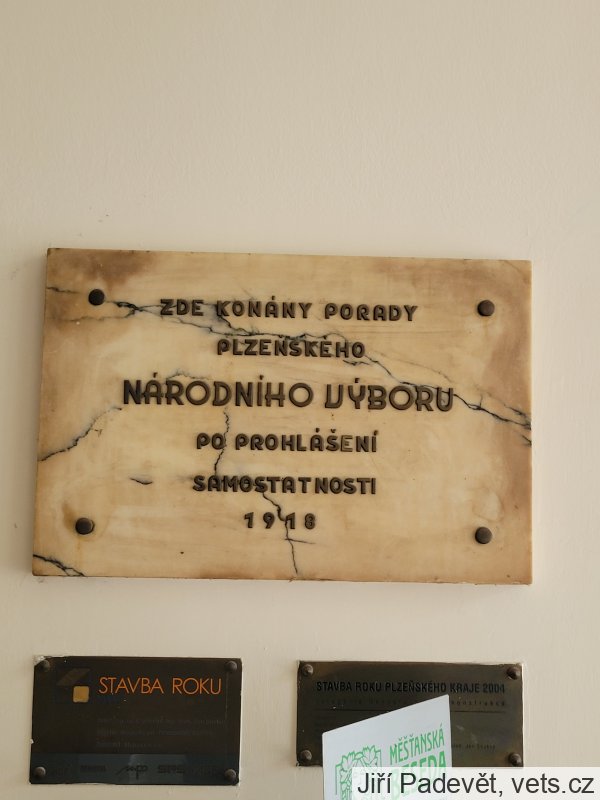 ZDE KONÁNY PORADY
PLZEŇSKÉHO
NÁRODNÍHO VÝBORU
PO PROHLÁŠENÍ
SAMOSTATNOSTI
1918
STAVBA ROKU
STAVBA ROKU PLZEŇSKÉHO KRAJE 2004
MĚŠŤANSKÁ
BESEDA
Jiří Padevět, vets.cz